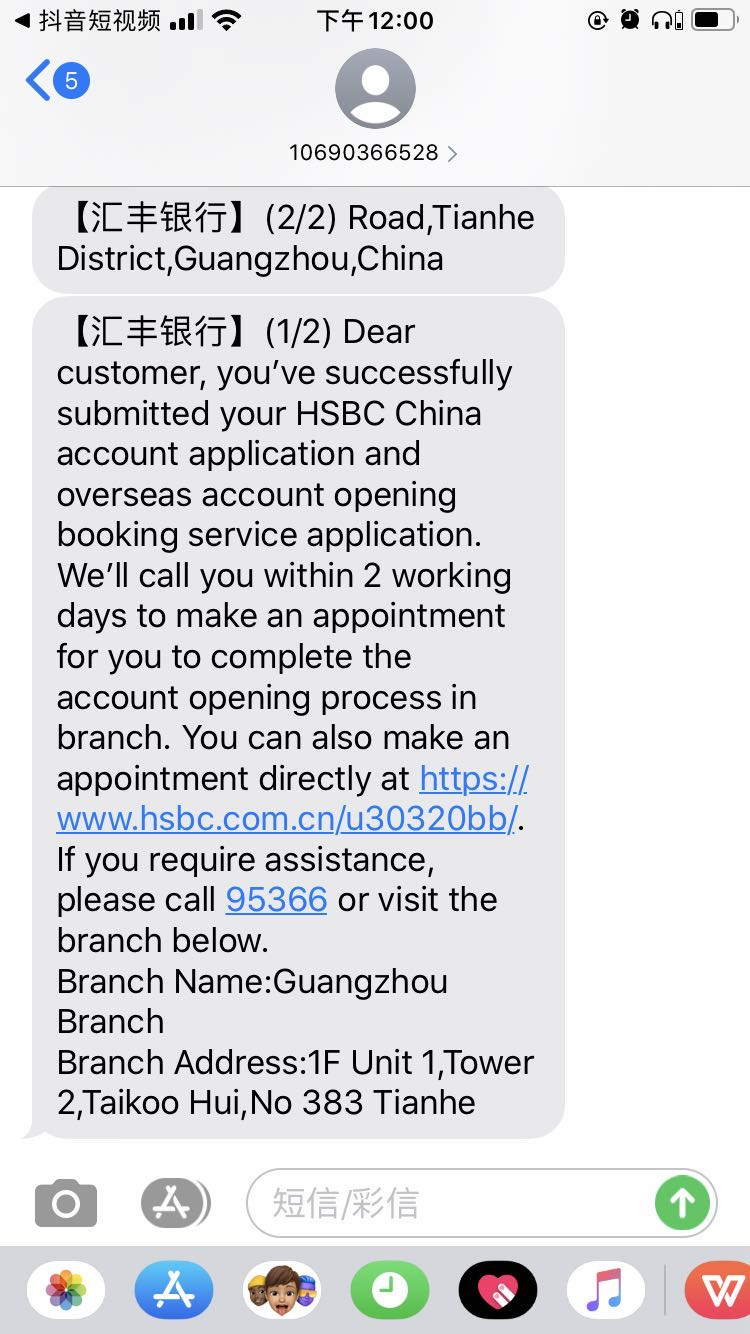 抖音短视频
下午12:00
5
10690366528
【汇丰银行】(2/2) Road,Tianhe
District,Guangzhou,China
【汇丰银行】(1/2) Dear
customer, you’ve successfully
submitted your HSBC China
account application and
overseas account opening
booking service application.
We’ll call you within 2 working
days to make an appointment
for you to complete the
account opening process in
branch. You can also make an
appointment directly at https://
www.hsbc.com.cn/u30320bb/.
If you require assistance,
please call 95366 or visit the
branch below.
Branch Name:Guangzhou
Branch
Branch Address:1F Unit 1,Tower
2,Taikoo Hui,No 383 Tianhe
短信/彩信